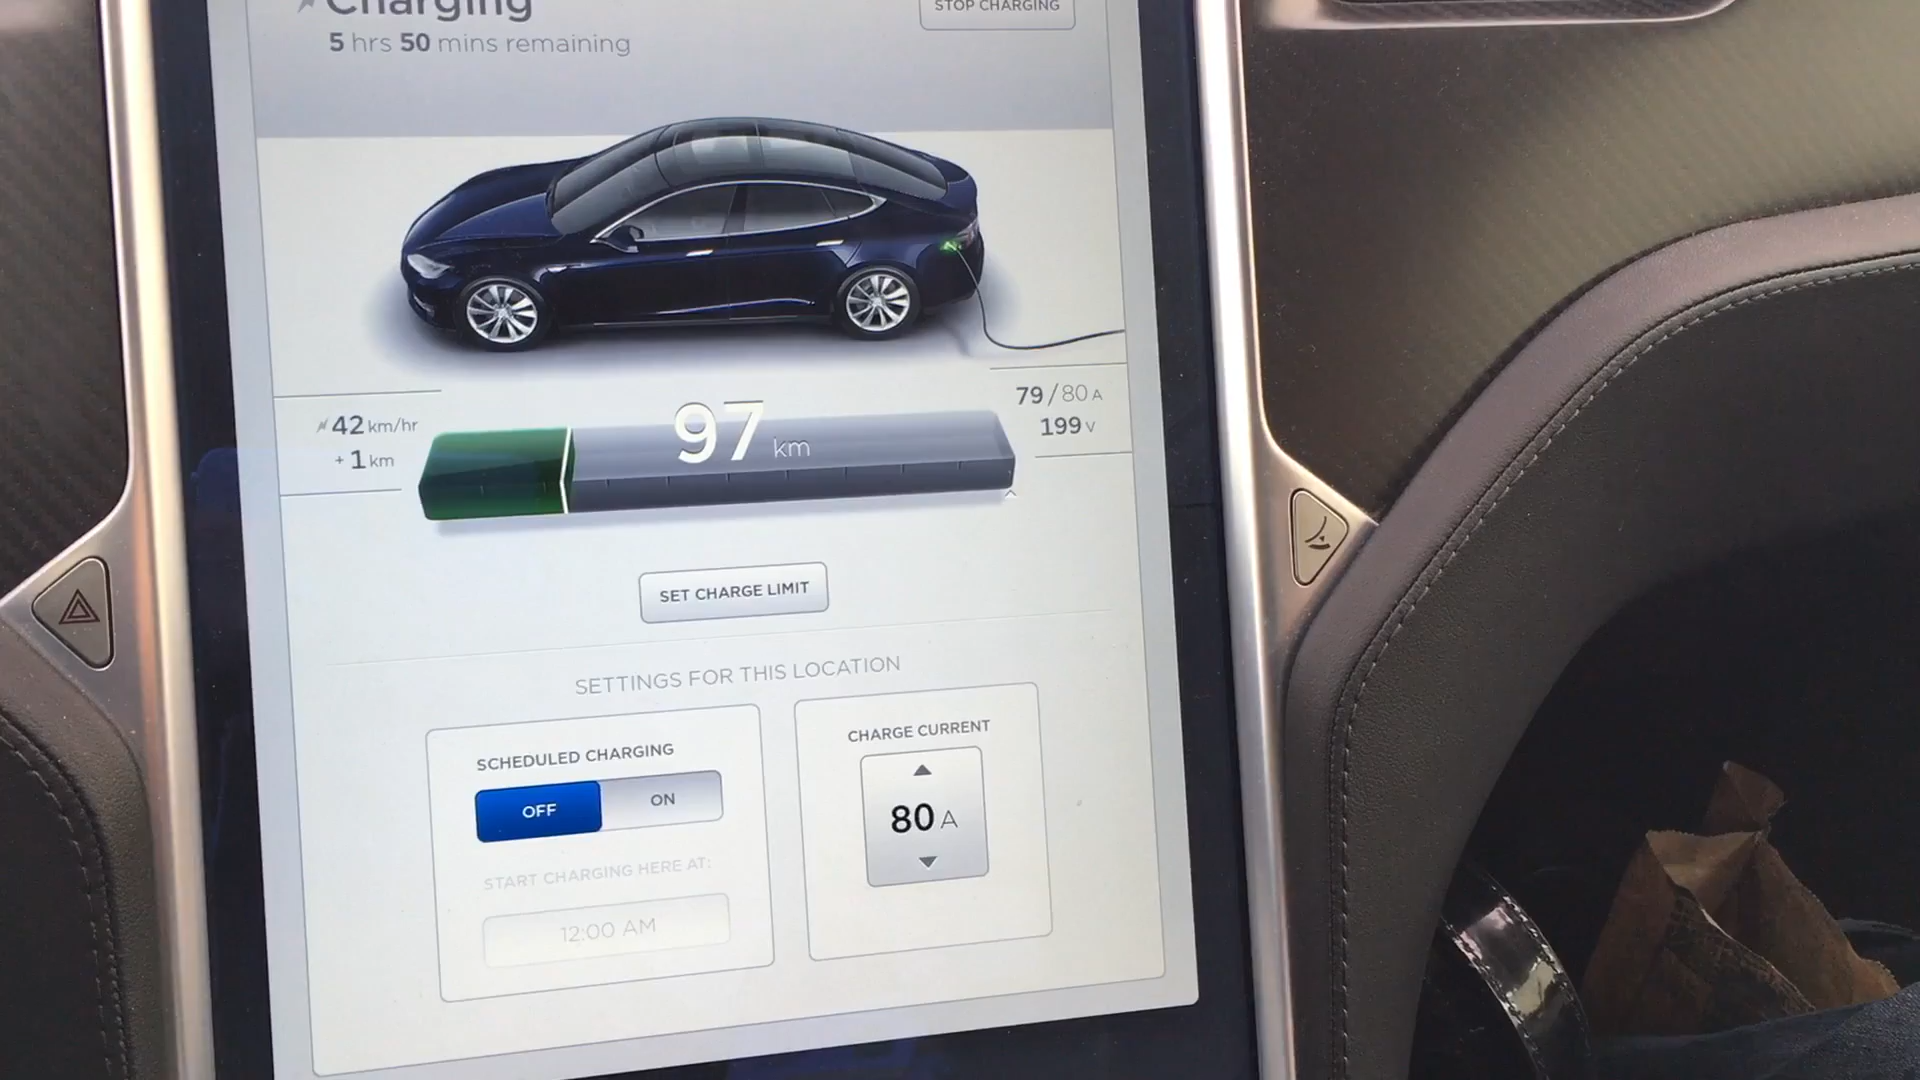 Charging
STOP CHARGING
5 hrs 50 mins remaining
42 km/hr
+ 1 km
97 km
79/80 A
199 V
SET CHARGE LIMIT
SETTINGS FOR THIS LOCATION
SCHEDULED CHARGING
OFF ON
START CHARGING HERE AT:
12:00 AM
CHARGE CURRENT
80 A